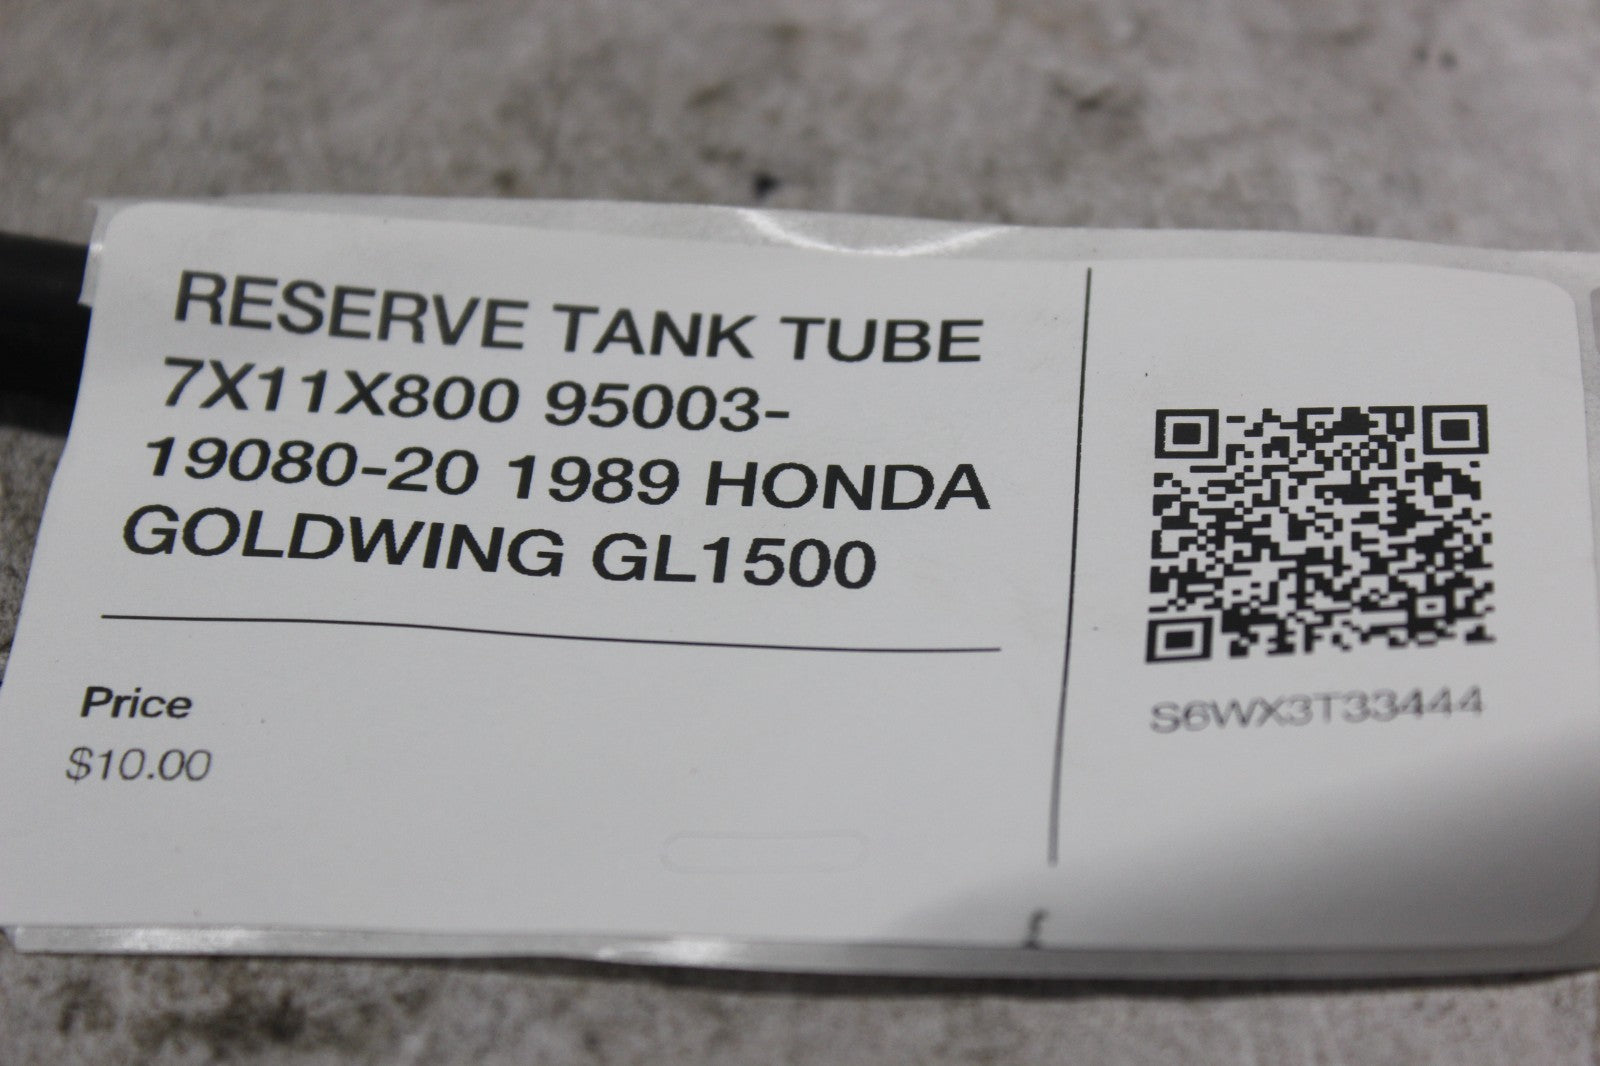 RESERVE TANK TUBE
7X11X800 95003-
19080-20 1989 HONDA
GOLDWING GL1500
Price
$10.00
S6WX3T33444